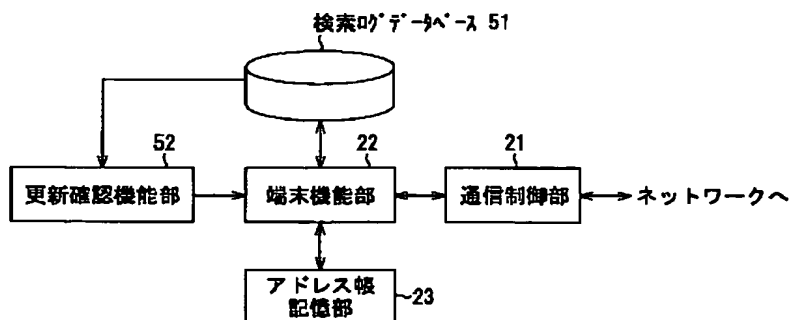 検索ﾛｸﾞﾃﾞｰﾀﾍﾞｰｽ 51
52
22
21
更新確認機能部
端末機能部
通信制御部
ネットワークへ
アドレス帳
記憶部
23